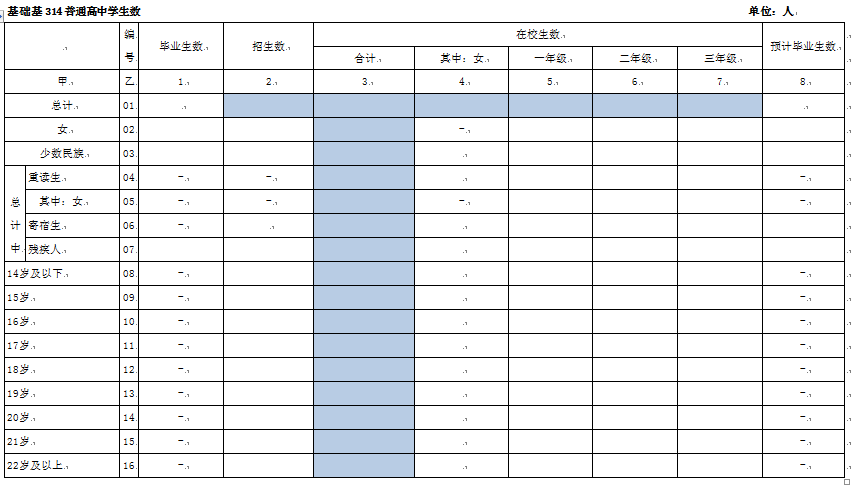 基础基 314 普通高中学生数 单位：人
编号 毕业生数 招生数 在校生数 预计毕业生数
合计 其中：女 一年级 二年级 三年级
甲 乙 1 2 3 4 5 6 7 8
总计 01
女 02 -
少数民族 03
总计中
重读生 04 - - -
其中：女 05 - - - -
寄宿生 06 -
残疾人 07
14岁及以下 08 - -
15岁 09 - -
16岁 10 - -
17岁 11 - -
18岁 12 - -
19岁 13 - -
20岁 14 - -
21岁 15 - -
22岁及以上 16 - -